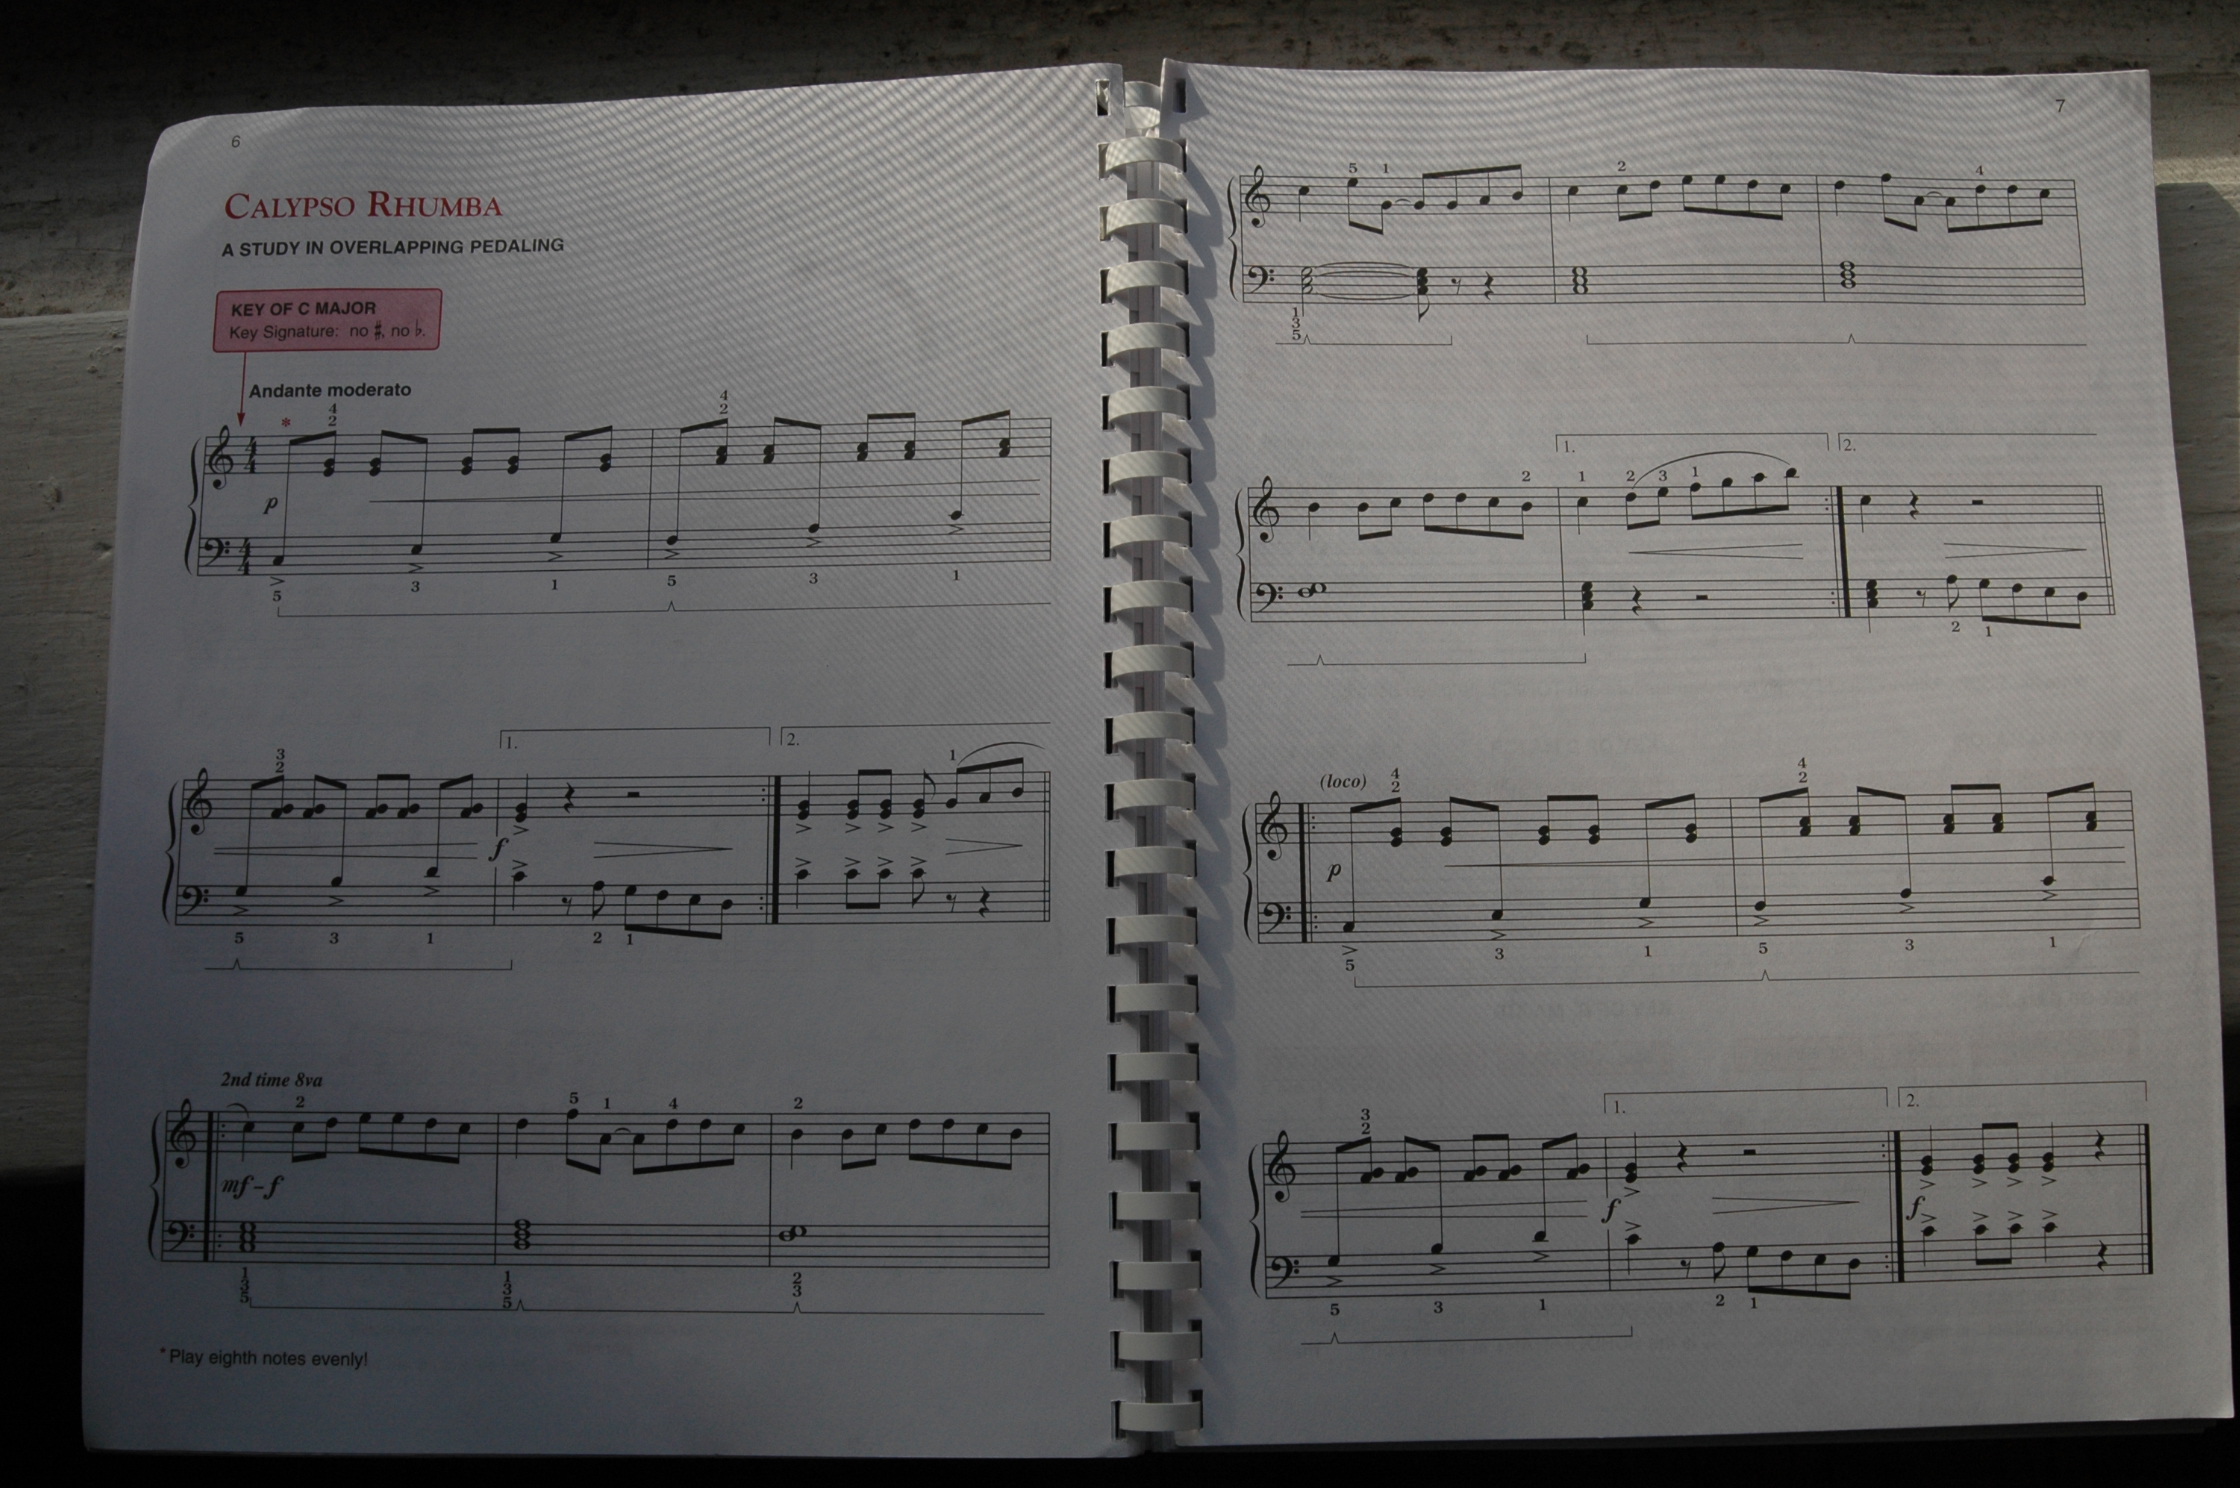 6
CALYPSO RHUMBA
A STUDY IN OVERLAPPING PEDALING
KEY OF C MAJOR
Key Signature: no ♯, no ♭.
Andante moderato
*
4 4
2 2
4 4
p
4 4
5 3 1 5 3 1
1. 2.
3
2
1
f
5 3 1 2 1
2nd time 8va
2 5 1 4 2
mf – f
1 1 2
3 3 3
5 5
*Play eighth notes evenly!
7
5 1 2 4
1
3
5
1. 2.
2 1 2 3 1
2 1
(loco)
4 4
2 2
p
5 3 1 5 3 1
1. 2.
3
2
f f
5 3 1 2 1